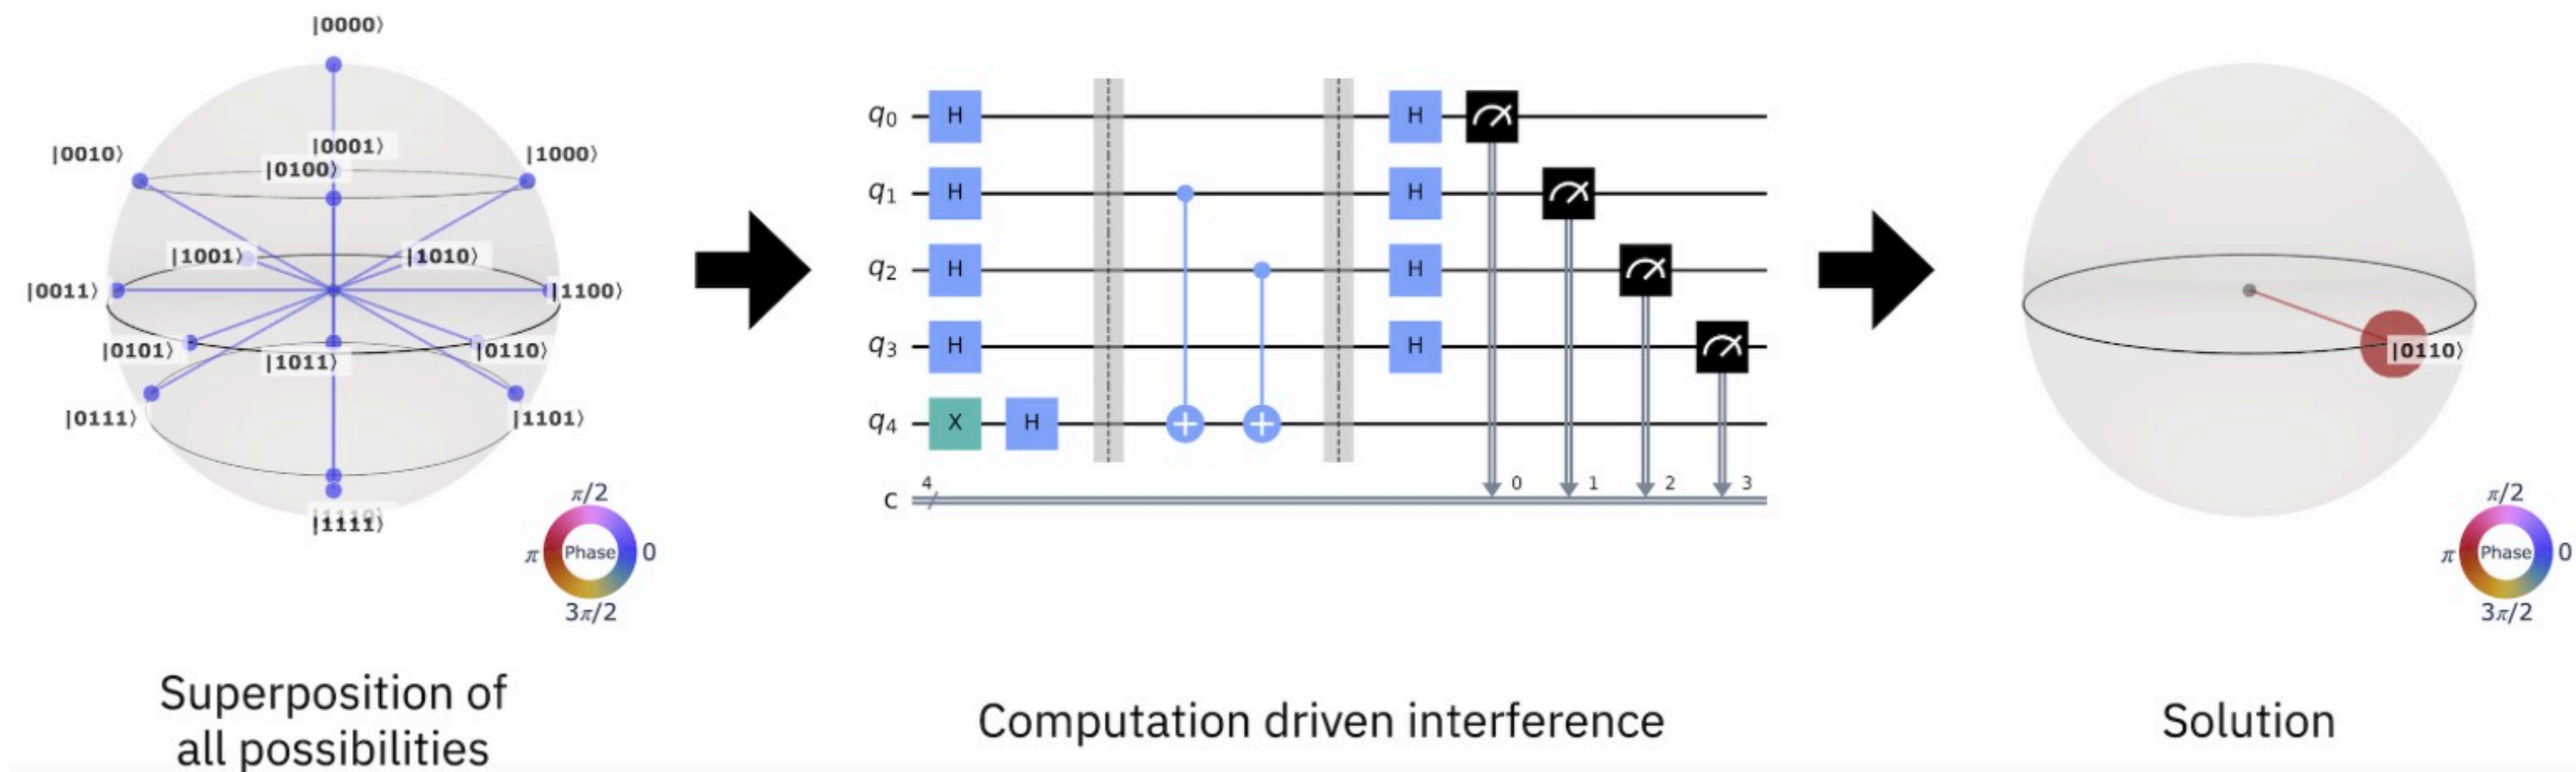 |0000⟩
|0010⟩
|0001⟩
|1000⟩
|0100⟩
|1001⟩
|1010⟩
|0011⟩
|1100⟩
|0101⟩
|1011⟩
|0110⟩
|0111⟩
|1101⟩
|1110⟩
|1111⟩
π/2
π Phase 0
3π/2
Superposition of
all possibilities
q0 H H
q1 H H
q2 H H
q3 H H
q4 X H
4 0 1 2 3
c
Computation driven interference
|0110⟩
π/2
π Phase 0
3π/2
Solution